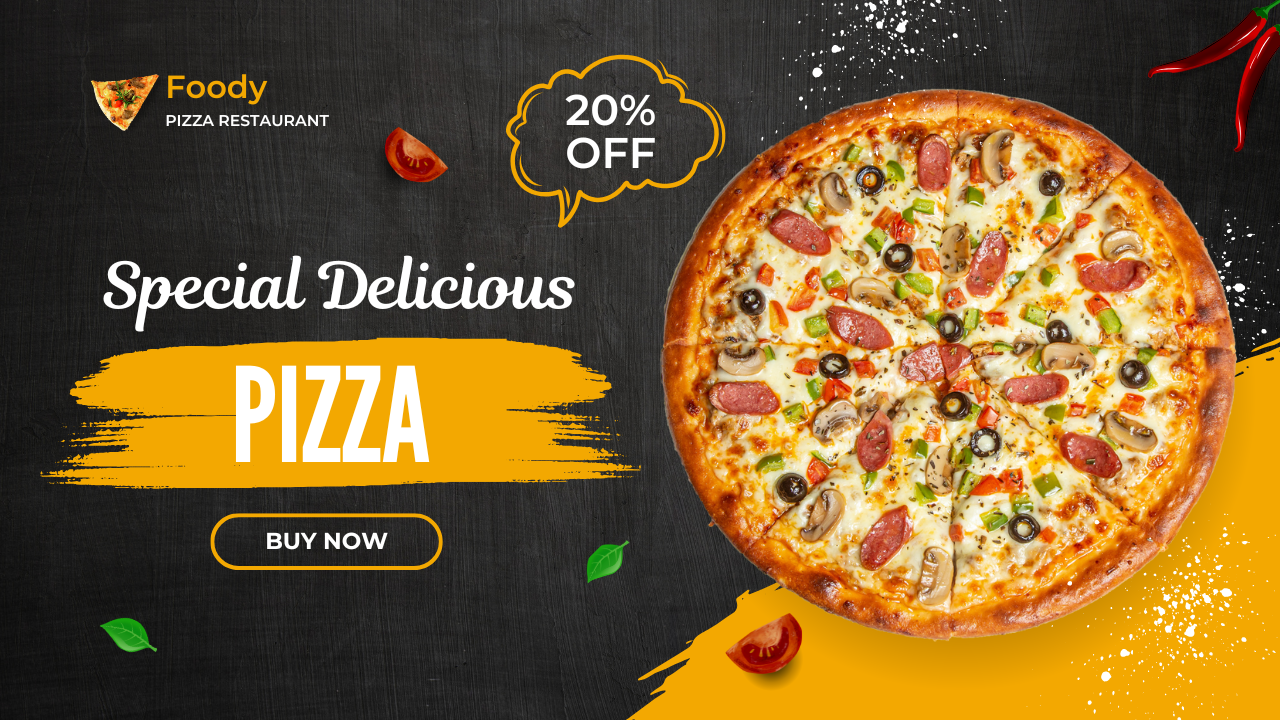 Foody
PIZZA RESTAURANT
20%
OFF
Special Delicious
PIZZA
BUY NOW